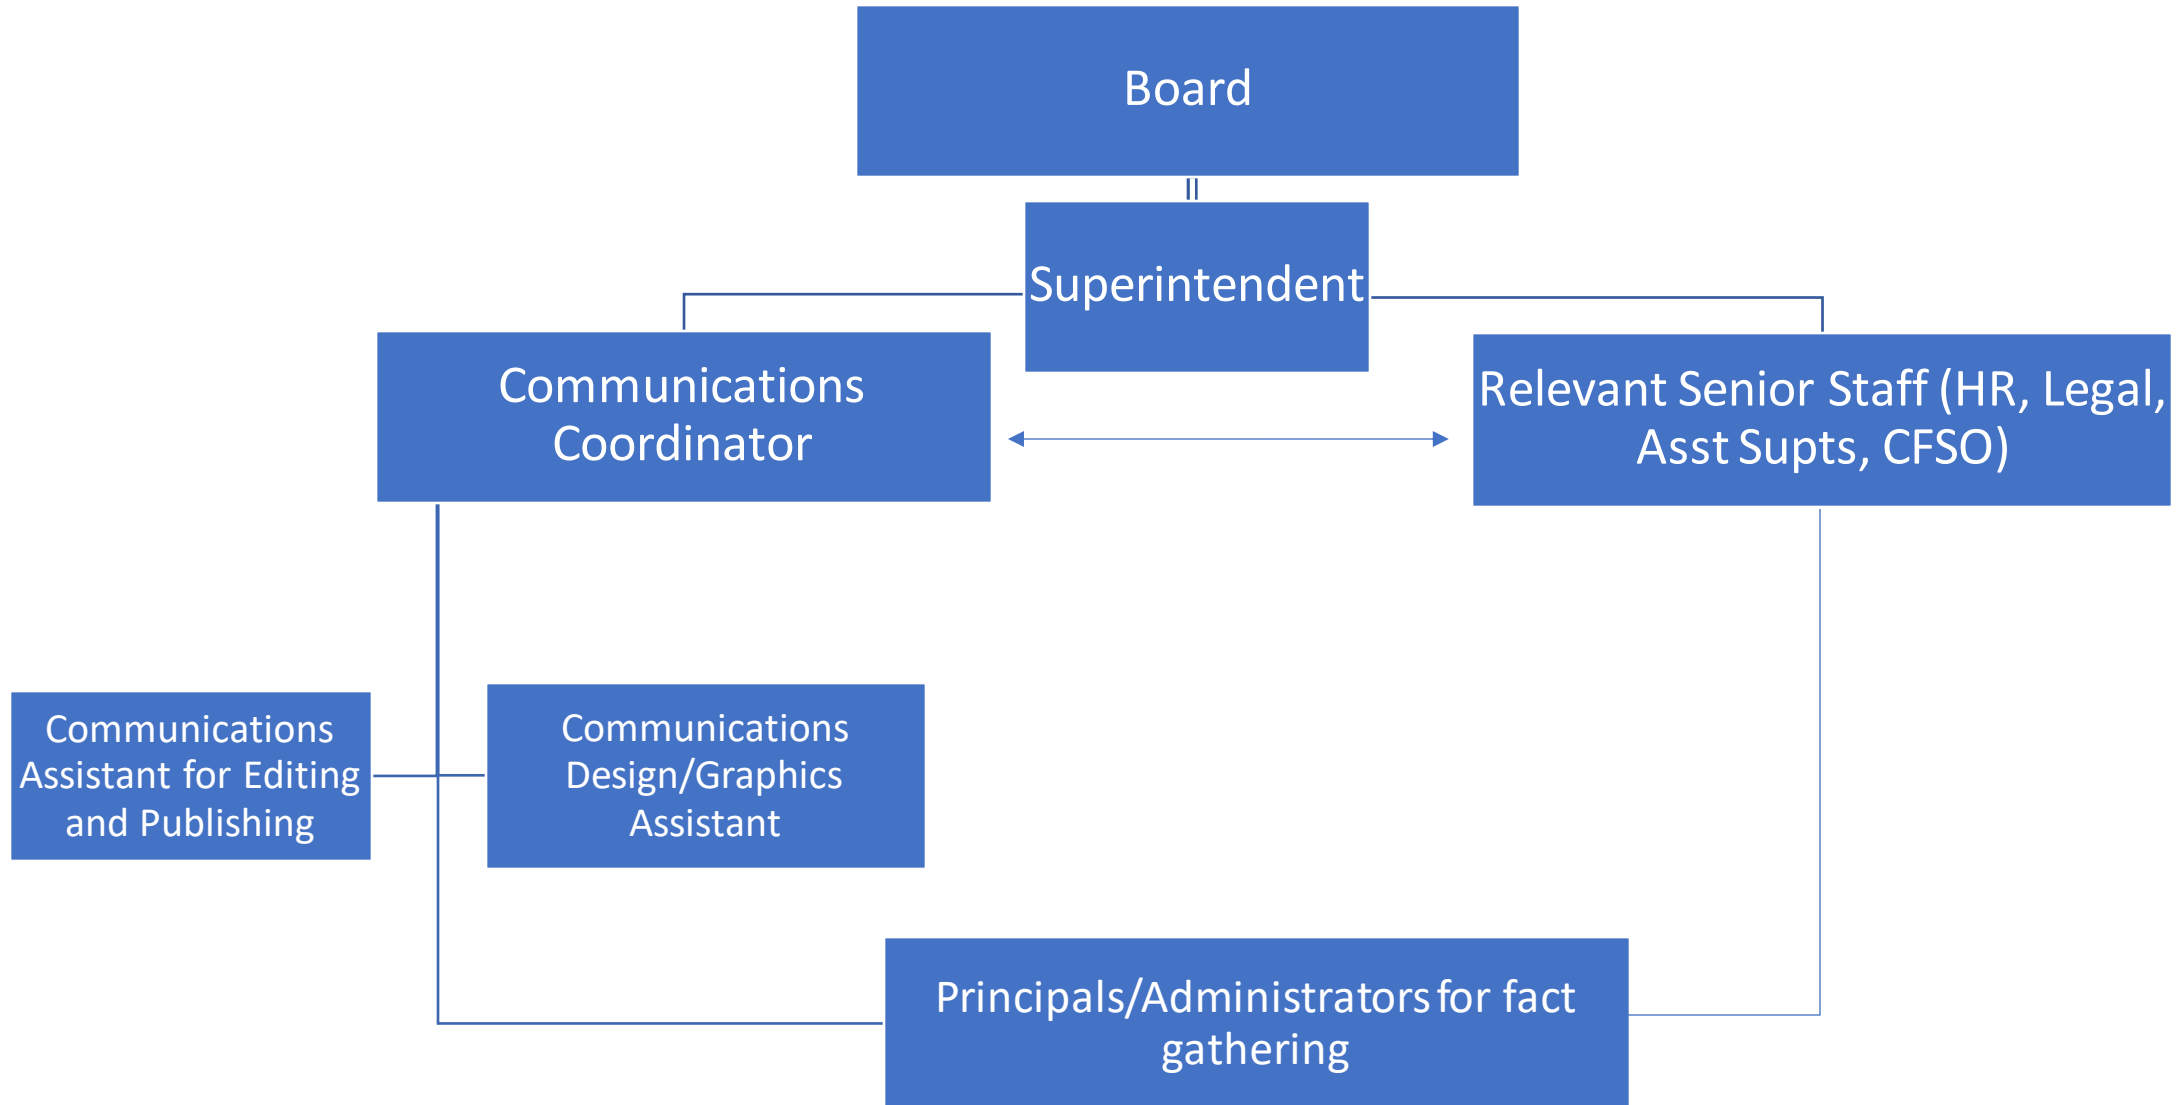 Board
Superintendent
Communications
Coordinator
Relevant Senior Staff (HR, Legal,
Asst Supts, CFSO)
Communications
Assistant for Editing
and Publishing
Communications
Design/Graphics
Assistant
Principals/Administrators for fact
gathering